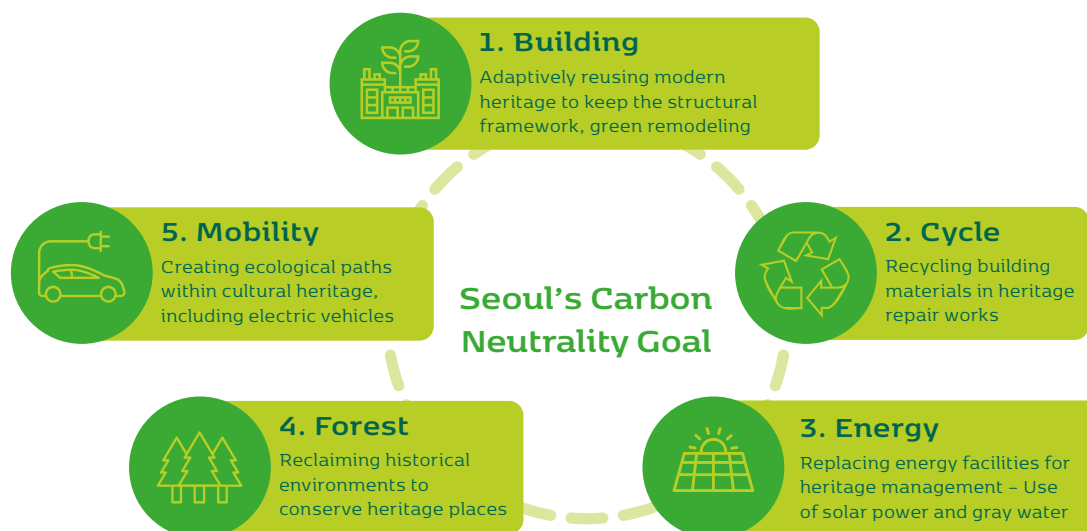 1. Building
Adaptively reusing modern
heritage to keep the structural
framework, green remodeling
5. Mobility
Creating ecological paths
within cultural heritage,
including electric vehicles
2. Cycle
Recycling building
materials in heritage
repair works
Seoul’s Carbon
Neutrality Goal
4. Forest
Reclaiming historical
environments to
conserve heritage places
3. Energy
Replacing energy facilities for
heritage management – Use
of solar power and gray water